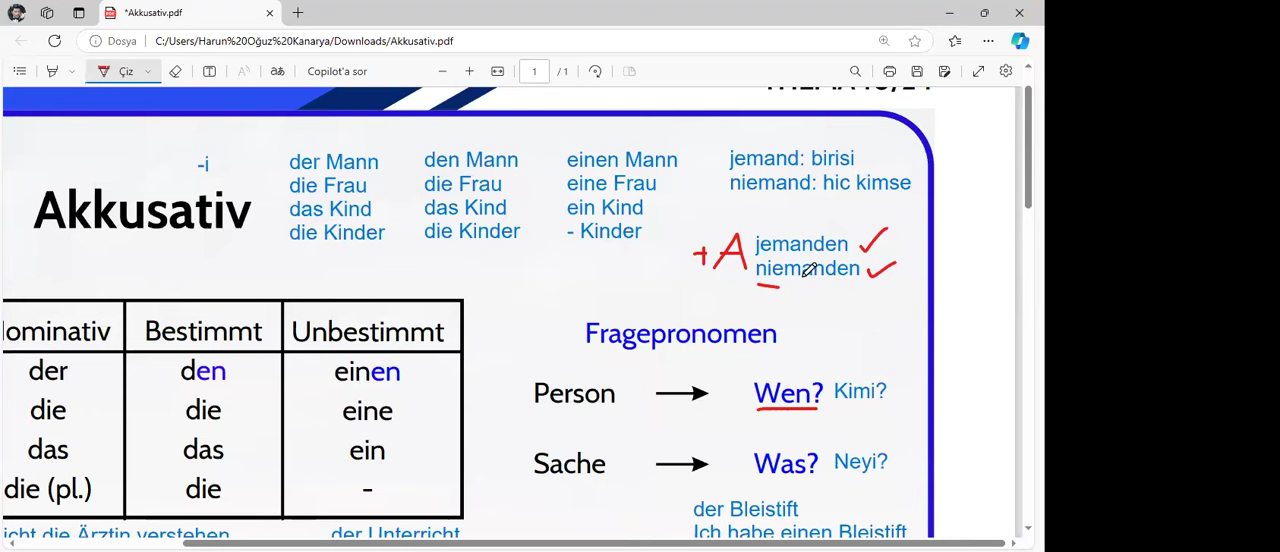 *Akkusativ.pdf
Dosya C:/Users/Harun%20Oğuz%20Kanarya/Downloads/Akkusativ.pdf
Çiz
Copilot'a sor
1 / 1
-i
der Mann den Mann einen Mann jemand: birisi
die Frau die Frau eine Frau niemand: hic kimse
das Kind das Kind ein Kind
die Kinder die Kinder - Kinder
Akkusativ
+A jemanden
niemanden
ominativ Bestimmt Unbestimmt
der den einen
die die eine
das das ein
die (pl.) die -
Fragepronomen
Person Wen? Kimi?
Sache Was? Neyi?
der Bleistift
Ich habe einen Bleistift
icht die Ärztin verstehen der Unterricht